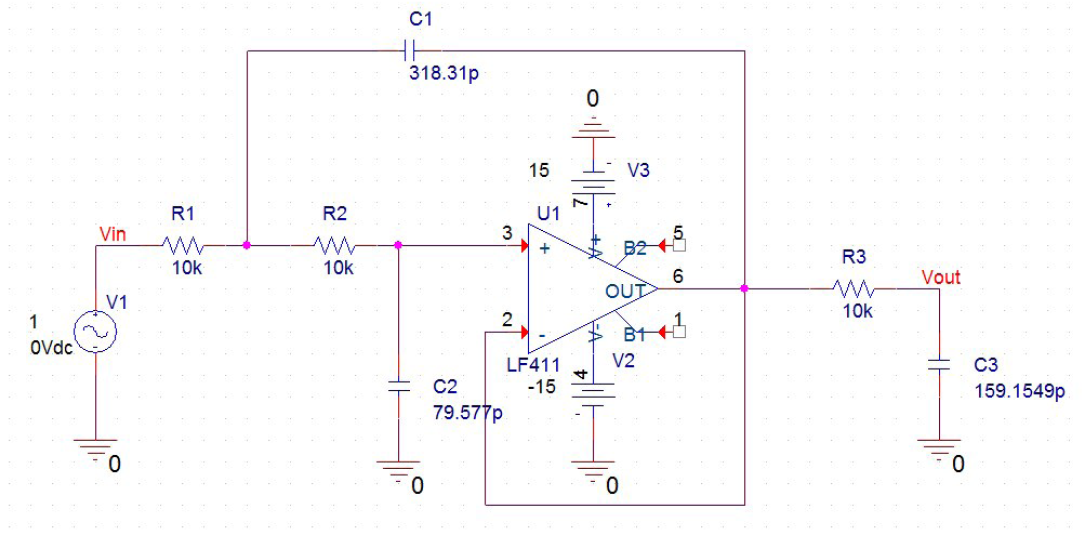 C1
318.31p
0
15
V3
-
+
7
R1
R2
U1
Vin
3
+
V+
B2
5
10k
10k
R3
Vout
OUT
6
10k
V1
+
-
1
0Vdc
2
-
V-
B1
1
LF411
V2
-15
4
-
C2
79.577p
C3
159.1549p
0
0
0
0